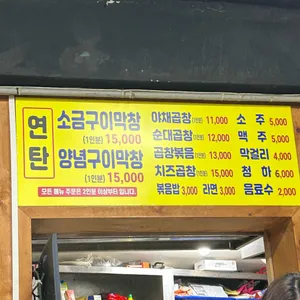 연탄
소금구이막창
(1인분) 15,000
양념구이막창
(1인분) 15,000
모든 메뉴 주문은 2인분 이상부터 입니다.
야채곱창(1인분) 11,000
순대곱창(1인분) 12,000
곱창볶음(1인분) 13,000
치즈곱창(1인분) 15,000
볶음밥 3,000 라면 3,000
소주 5,000
맥주 5,000
막걸리 4,000
청하 6,000
음료수 2,000